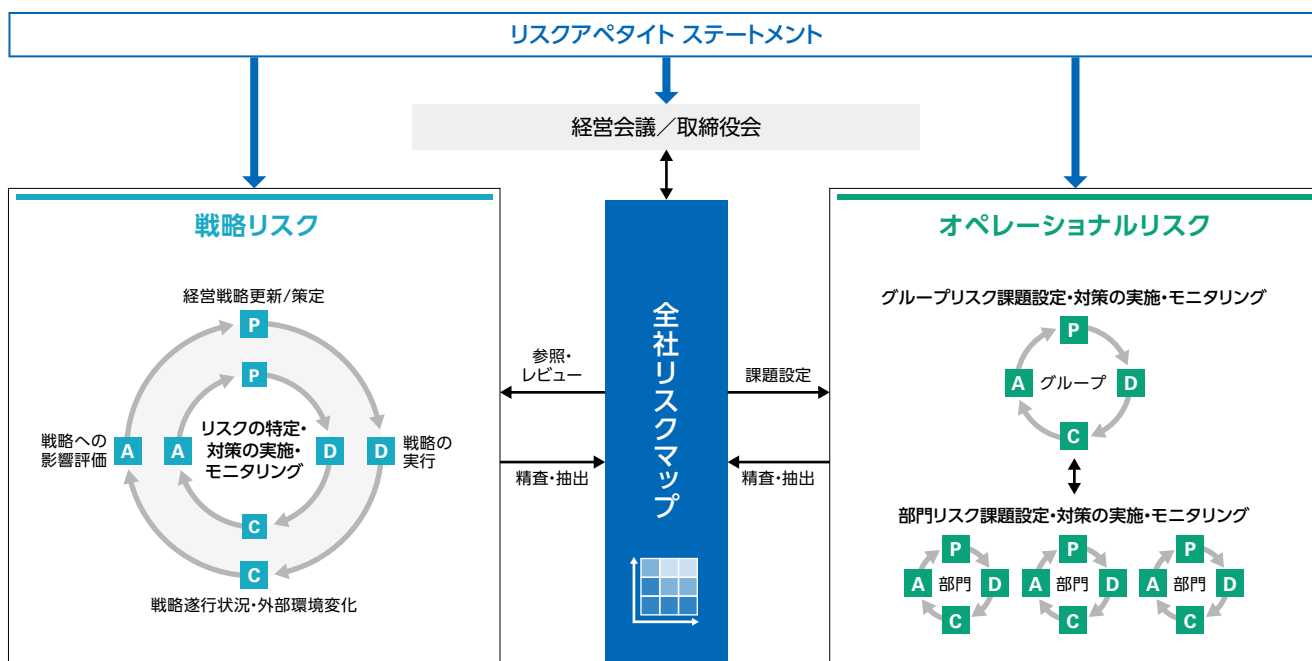 リスクアペタイト ステートメント
経営会議／取締役会
戦略リスク
経営戦略更新/策定
P
P
戦略への
影響評価
A
A
リスクの特定・
対策の実施・
モニタリング
D
D
戦略の
実行
C
C
戦略遂行状況・外部環境変化
参照・
レビュー
精査・抽出
全社リスクマップ
課題設定
精査・抽出
オペレーショナルリスク
グループリスク課題設定・対策の実施・モニタリング
P
A グループ D
C
部門リスク課題設定・対策の実施・モニタリング
P
A 部門 D
C
P
A 部門 D
C
P
A 部門 D
C